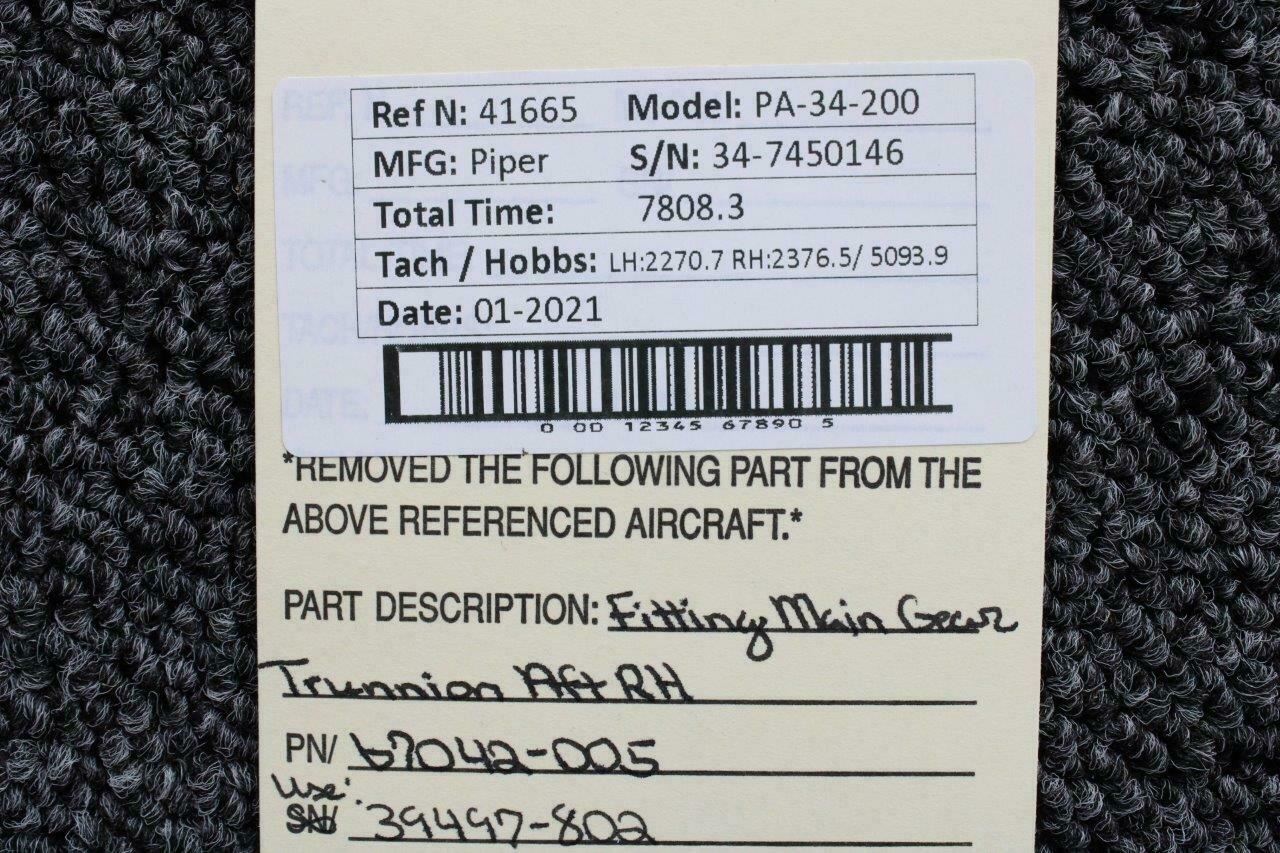 Ref N: 41665 Model: PA-34-200
MFG: Piper S/N: 34-7450146
Total Time: 7808.3
Tach / Hobbs: LH:2270.7 RH:2376.5/ 5093.9
Date: 01-2021
0 00 12345 67890 5
*REMOVED THE FOLLOWING PART FROM THE
ABOVE REFERENCED AIRCRAFT.*
PART DESCRIPTION: Fitting Main Gear
Trunnion Aft RH
PN/ 67042-005
Use:
SN/ 39497-802